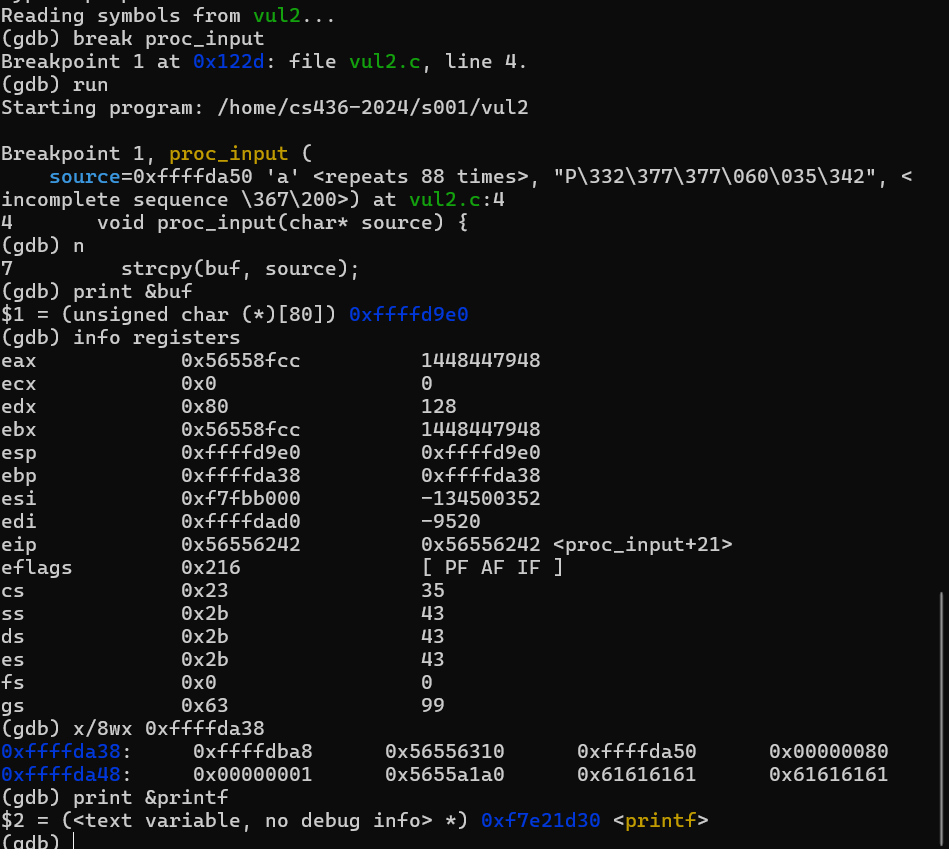 Reading symbols from vul2...
(gdb) break proc_input
Breakpoint 1 at 0x122d: file vul2.c, line 4.
(gdb) run
Starting program: /home/cs436-2024/s001/vul2
Breakpoint 1, proc_input (
    source=0xffffda50 'a' <repeats 88 times>, "P\332\377\377\060\035\342", <
incomplete sequence \367\200>) at vul2.c:4
4       void proc_input(char* source) {
(gdb) n
7         strcpy(buf, source);
(gdb) print &buf
$1 = (unsigned char (*)[80]) 0xffffd9e0
(gdb) info registers
eax            0x56558fcc          1448447948
ecx            0x0                 0
edx            0x80                128
ebx            0x56558fcc          1448447948
esp            0xffffd9e0          0xffffd9e0
ebp            0xffffda38          0xffffda38
esi            0xf7fbb000          -134500352
edi            0xffffdad0          -9520
eip            0x56556242          0x56556242 <proc_input+21>
eflags         0x216               [ PF AF IF ]
cs             0x23                35
ss             0x2b                43
ds             0x2b                43
es             0x2b                43
fs             0x0                 0
gs             0x63                99
(gdb) x/8wx 0xffffda38
0xffffda38:     0xffffdba8      0x56556310      0xffffda50      0x00000080
0xffffda48:     0x00000001      0x5655a1a0      0x61616161      0x61616161
(gdb) print &printf
$2 = (<text variable, no debug info> *) 0xf7e21d30 <printf>
(gdb)